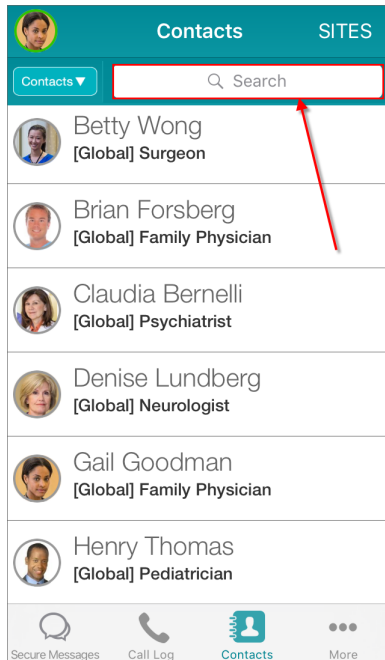 Contacts
SITES
Contacts▼
Search
Betty Wong
[Global] Surgeon
Brian Forsberg
[Global] Family Physician
Claudia Bernelli
[Global] Psychiatrist
Denise Lundberg
[Global] Neurologist
Gail Goodman
[Global] Family Physician
Henry Thomas
[Global] Pediatrician
Secure Messages
Call Log
Contacts
More